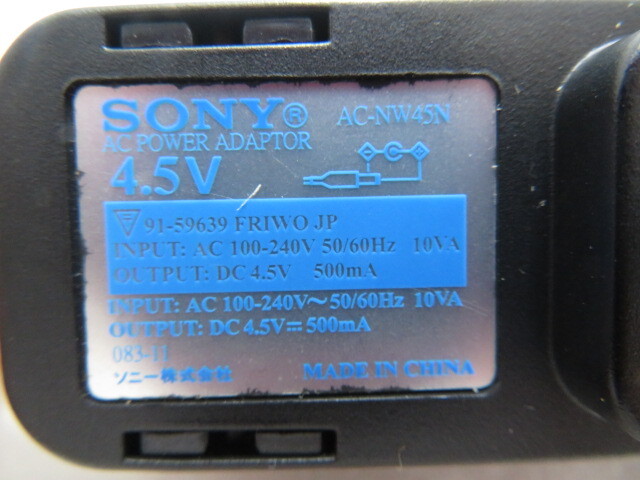 SONY® AC-NW45N
AC POWER ADAPTOR
4.5V
91-59639 FRIWO JP
INPUT: AC 100-240V 50/60Hz 10VA
OUTPUT: DC 4.5V 500mA
INPUT: AC 100-240V～50/60Hz 10VA
OUTPUT: DC 4.5V⎓500mA
083-11
ソニー株式会社 MADE IN CHINA